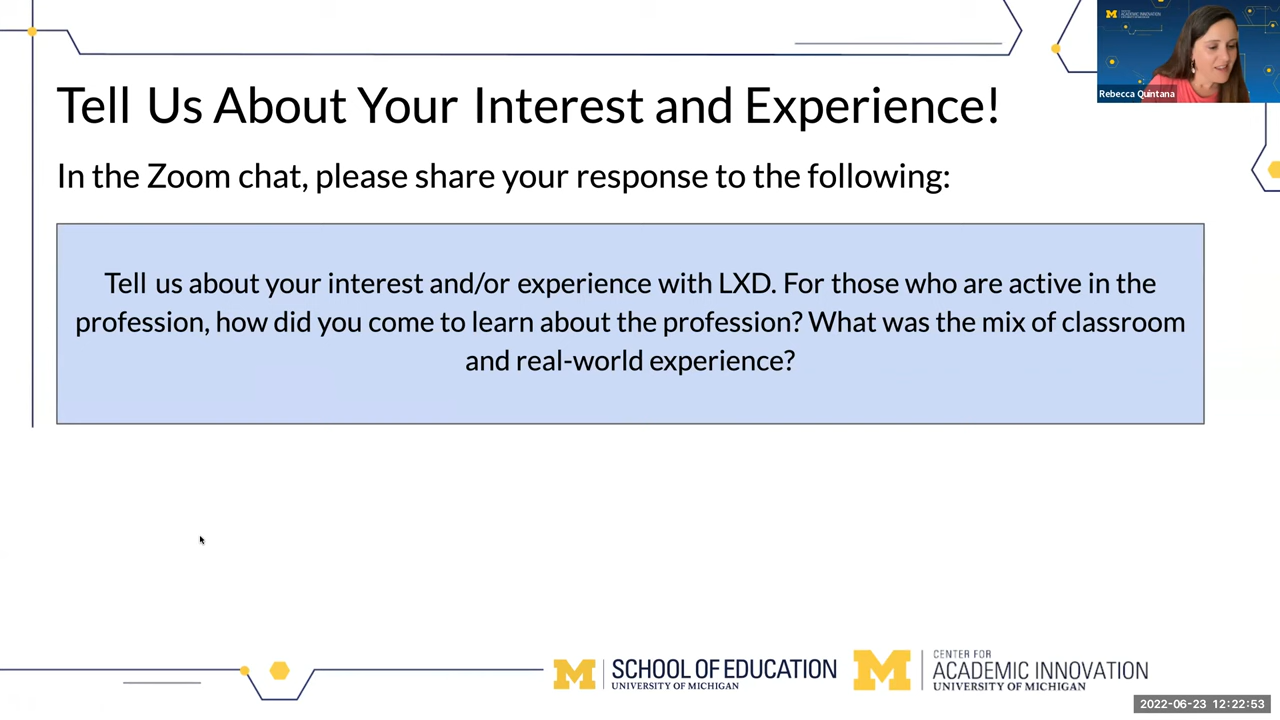 Tell Us About Your Interest and Experience!
In the Zoom chat, please share your response to the following:
Tell us about your interest and/or experience with LXD. For those who are active in the
profession, how did you come to learn about the profession? What was the mix of classroom
and real-world experience?
Rebecca Quintana
M
SCHOOL OF EDUCATION
UNIVERSITY OF MICHIGAN
M
CENTER FOR
ACADEMIC INNOVATION
UNIVERSITY OF MICHIGAN
2022-06-23 12:22:53